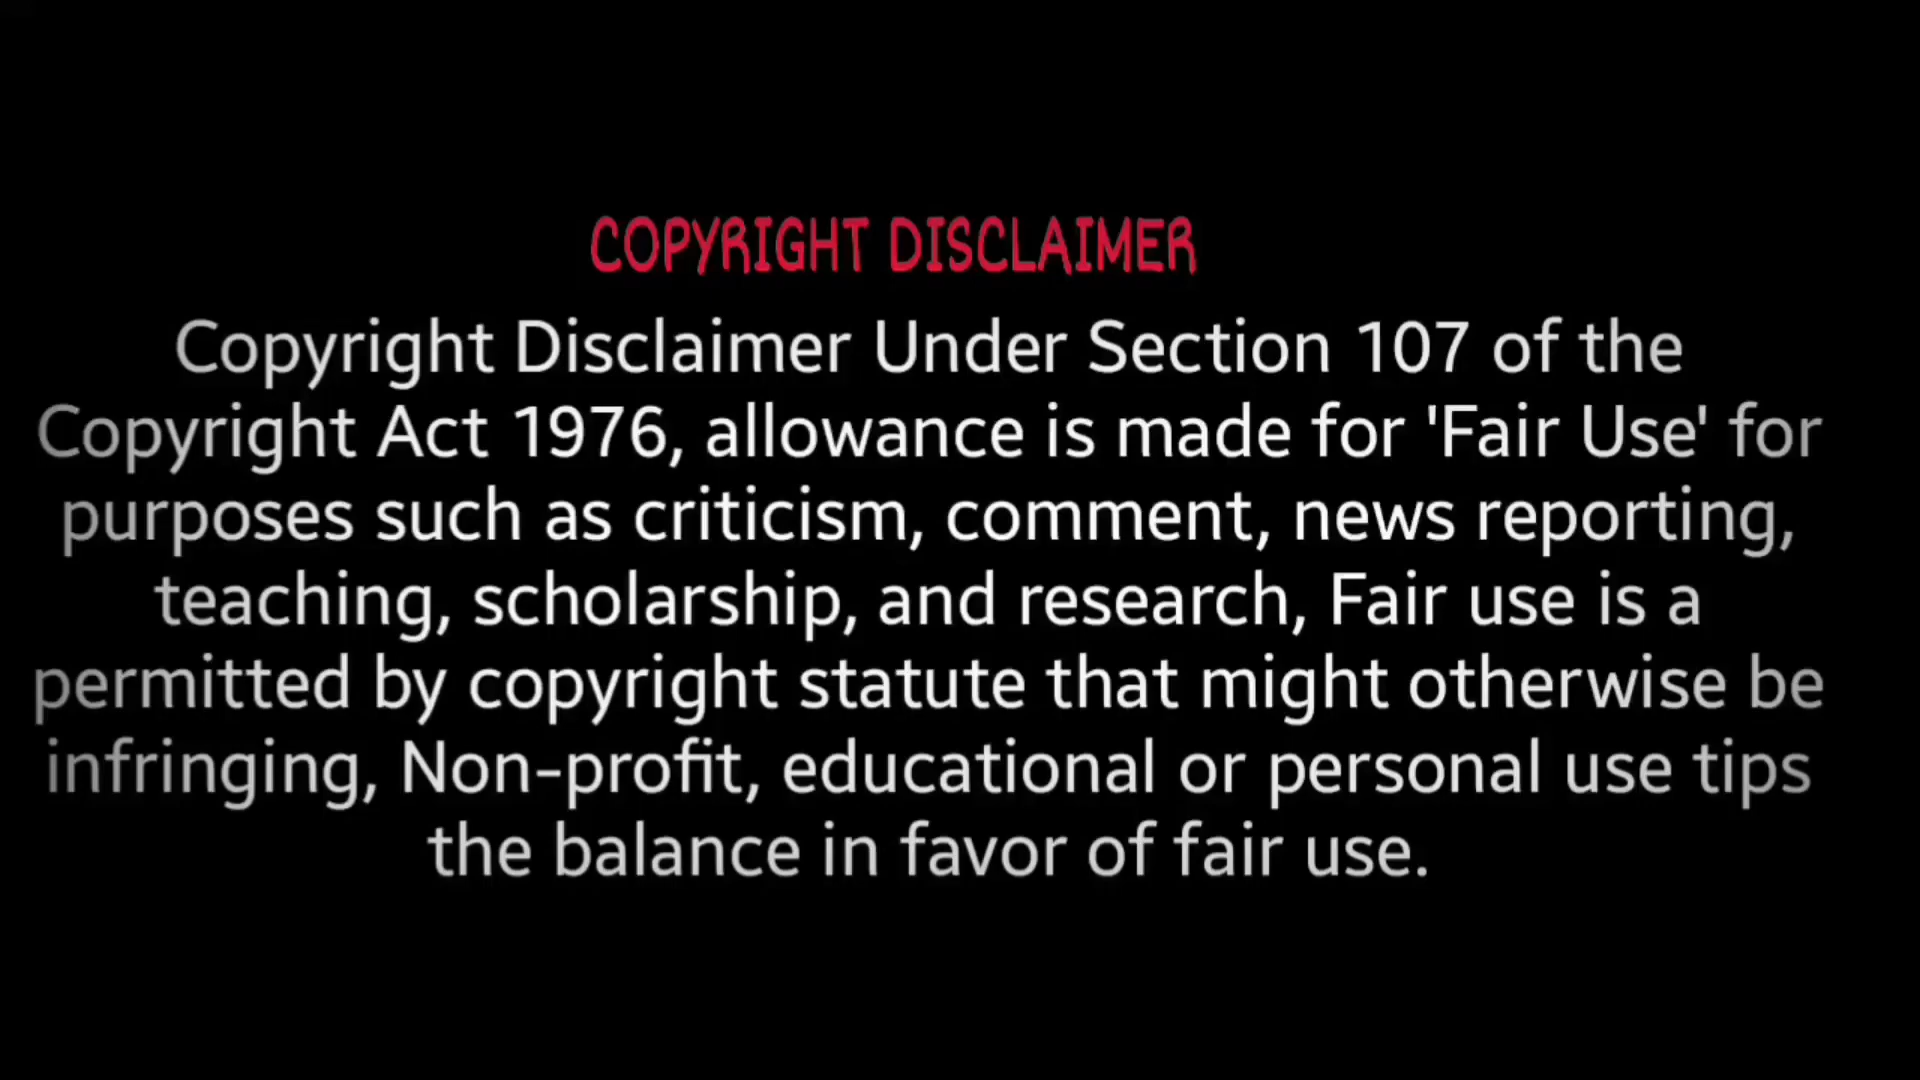 COPYRIGHT DISCLAIMER
Copyright Disclaimer Under Section 107 of the
Copyright Act 1976, allowance is made for 'Fair Use' for
purposes such as criticism, comment, news reporting,
teaching, scholarship, and research, Fair use is a
permitted by copyright statute that might otherwise be
infringing, Non-profit, educational or personal use tips
the balance in favor of fair use.